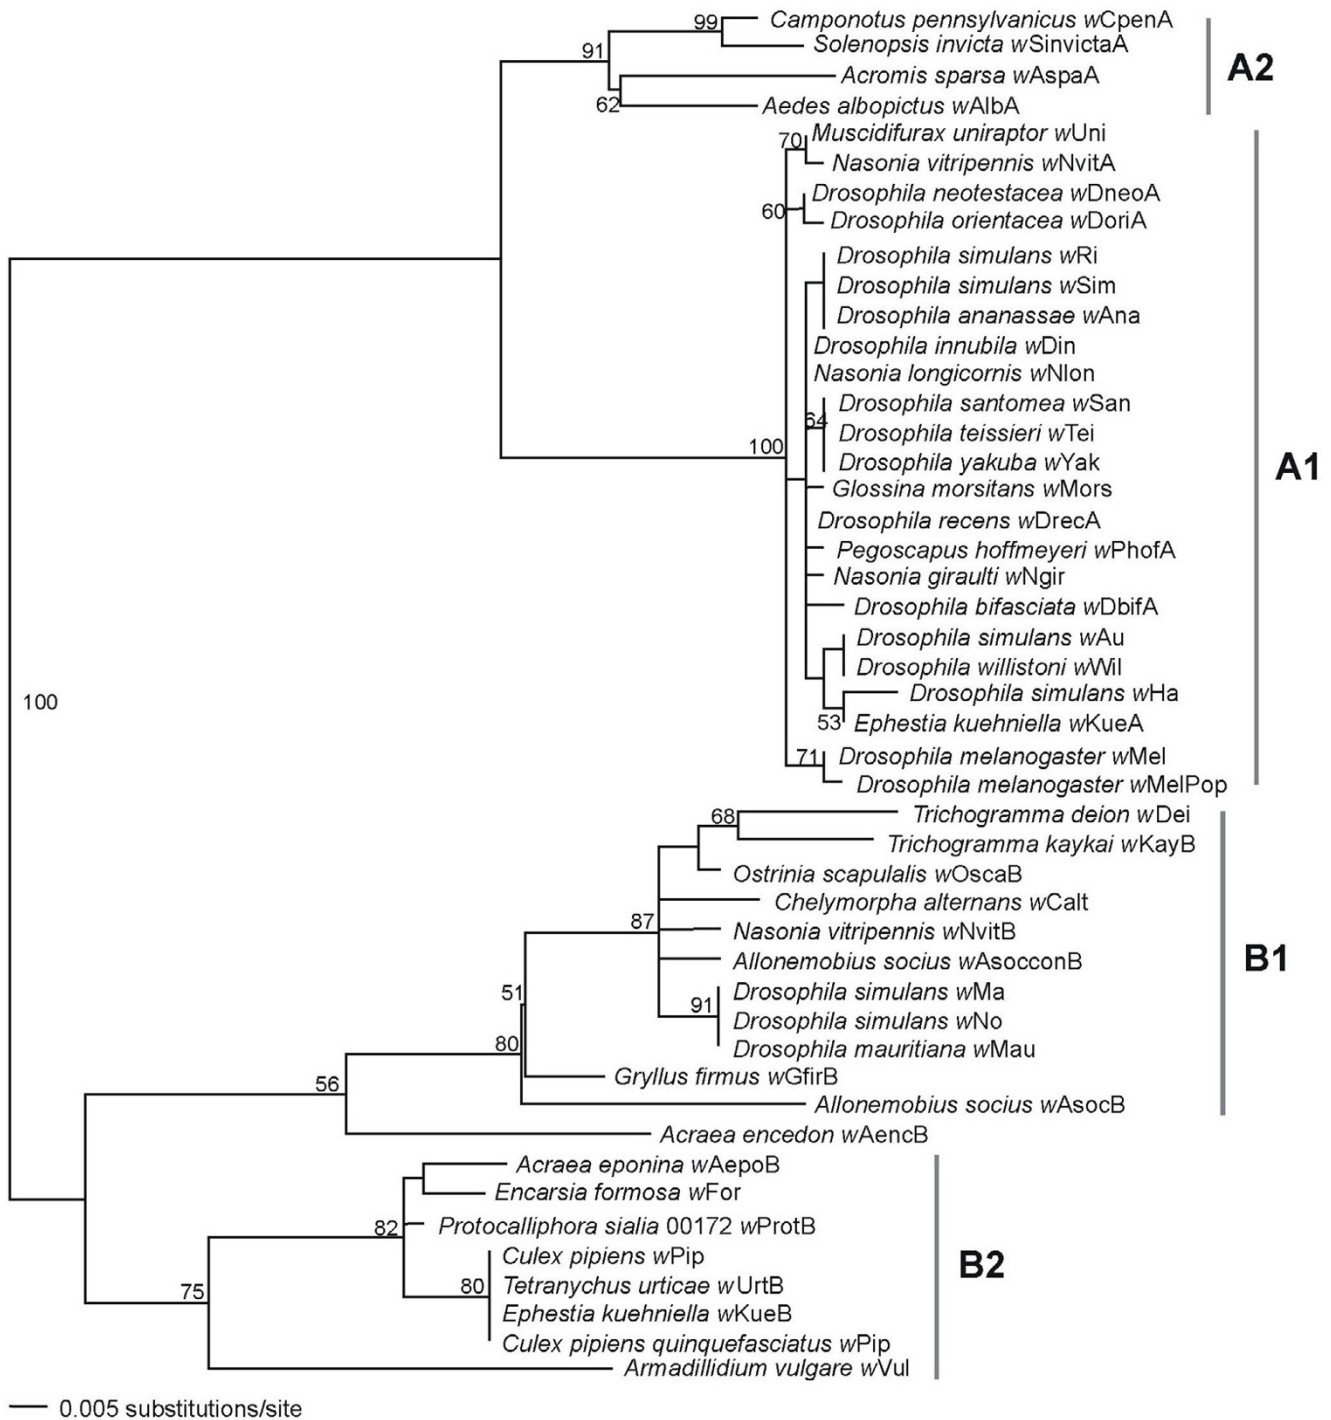 99 Camponotus pennsylvanicus wCpenA
Solenopsis invicta wSinvictaA
91
A2
Acromis sparsa wAspaA
62 Aedes albopictus wAlbA
Muscidifurax uniraptor wUni
70
Nasonia vitripennis wNvitA
Drosophila neotestacea wDneoA
60
Drosophila orientacea wDoriA
Drosophila simulans wRi
Drosophila simulans wSim
Drosophila ananassae wAna
Drosophila innubila wDin
Nasonia longicornis wNlon
Drosophila santomea wSan
64
Drosophila teissieri wTei
100
Drosophila yakuba wYak
A1
Glossina morsitans wMors
Drosophila recens wDrecA
Pegoscapus hoffmeyeri wPhofA
Nasonia giraulti wNgir
Drosophila bifasciata wDbifA
Drosophila simulans wAu
Drosophila willistoni wWil
Drosophila simulans wHa
100
53 Ephestia kuehniella wKueA
71 Drosophila melanogaster wMel
Drosophila melanogaster wMelPop
68 Trichogramma deion wDei
Trichogramma kaykai wKayB
Ostrinia scapulalis wOscaB
Chelymorpha alternans wCalt
87
Nasonia vitripennis wNvitB
Allonemobius socius wAsocconB
B1
51 Drosophila simulans wMa
91
Drosophila simulans wNo
80 Drosophila mauritiana wMau
Gryllus firmus wGfirB
56
Allonemobius socius wAsocB
Acraea encedon wAencB
Acraea eponina wAepoB
Encarsia formosa wFor
82 Protocalliphora sialia 00172 wProtB
Culex pipiens wPip
B2
75 80 Tetranychus urticae wUrtB
Ephestia kuehniella wKueB
Culex pipiens quinquefasciatus wPip
Armadillidium vulgare wVul
0.005 substitutions/site